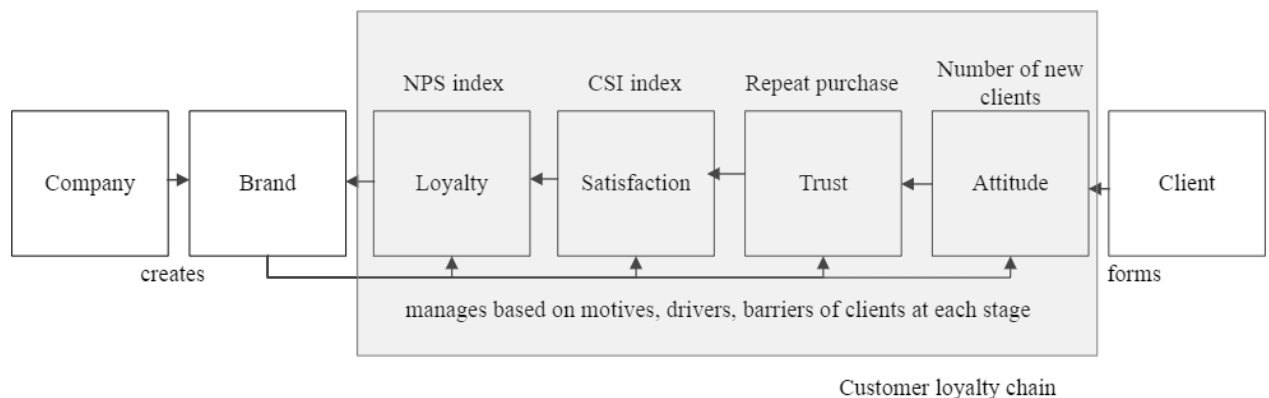 NPS index
CSI index
Repeat purchase
Number of new
clients
Company
Brand
Loyalty
Satisfaction
Trust
Attitude
Client
creates
forms
manages based on motives, drivers, barriers of clients at each stage
Customer loyalty chain